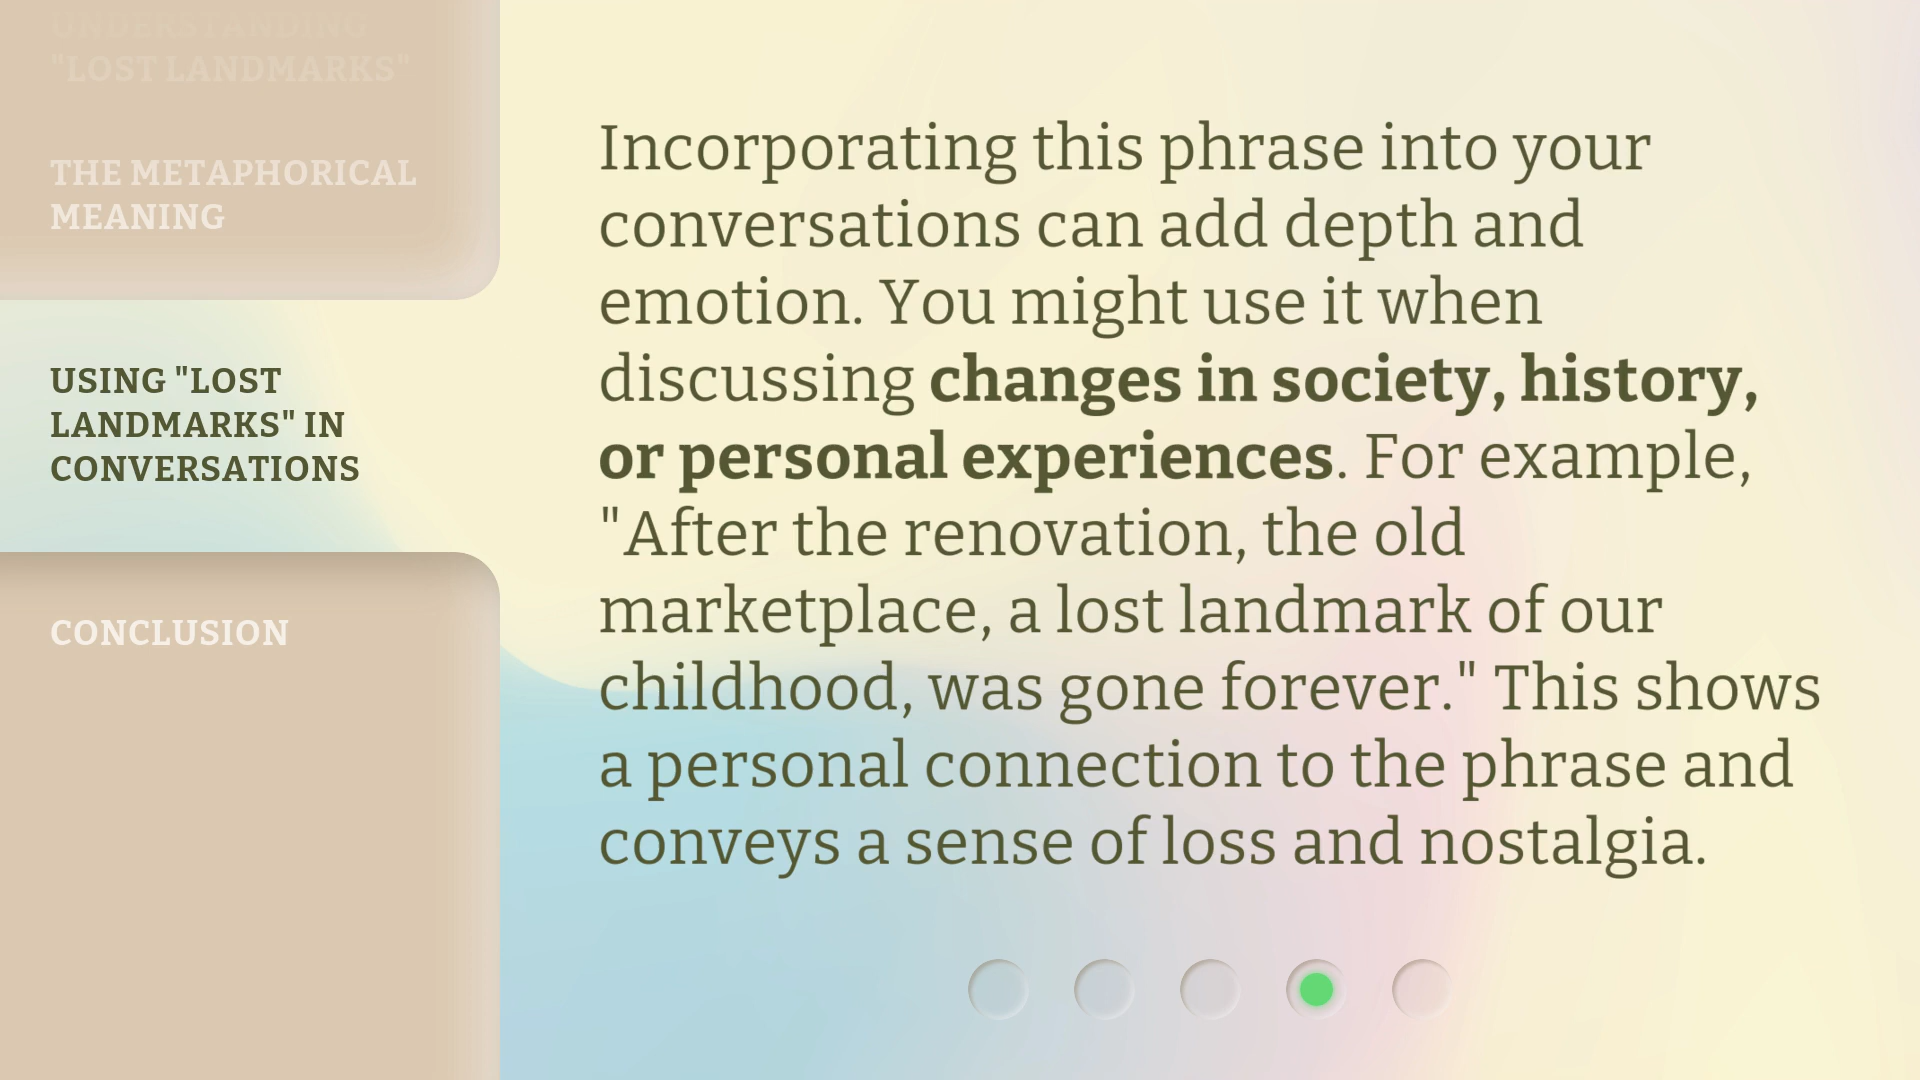 UNDERSTANDING
"LOST LANDMARKS"
THE METAPHORICAL
MEANING
USING "LOST
LANDMARKS" IN
CONVERSATIONS
CONCLUSION
Incorporating this phrase into your
conversations can add depth and
emotion. You might use it when
discussing changes in society, history,
or personal experiences. For example,
"After the renovation, the old
marketplace, a lost landmark of our
childhood, was gone forever." This shows
a personal connection to the phrase and
conveys a sense of loss and nostalgia.